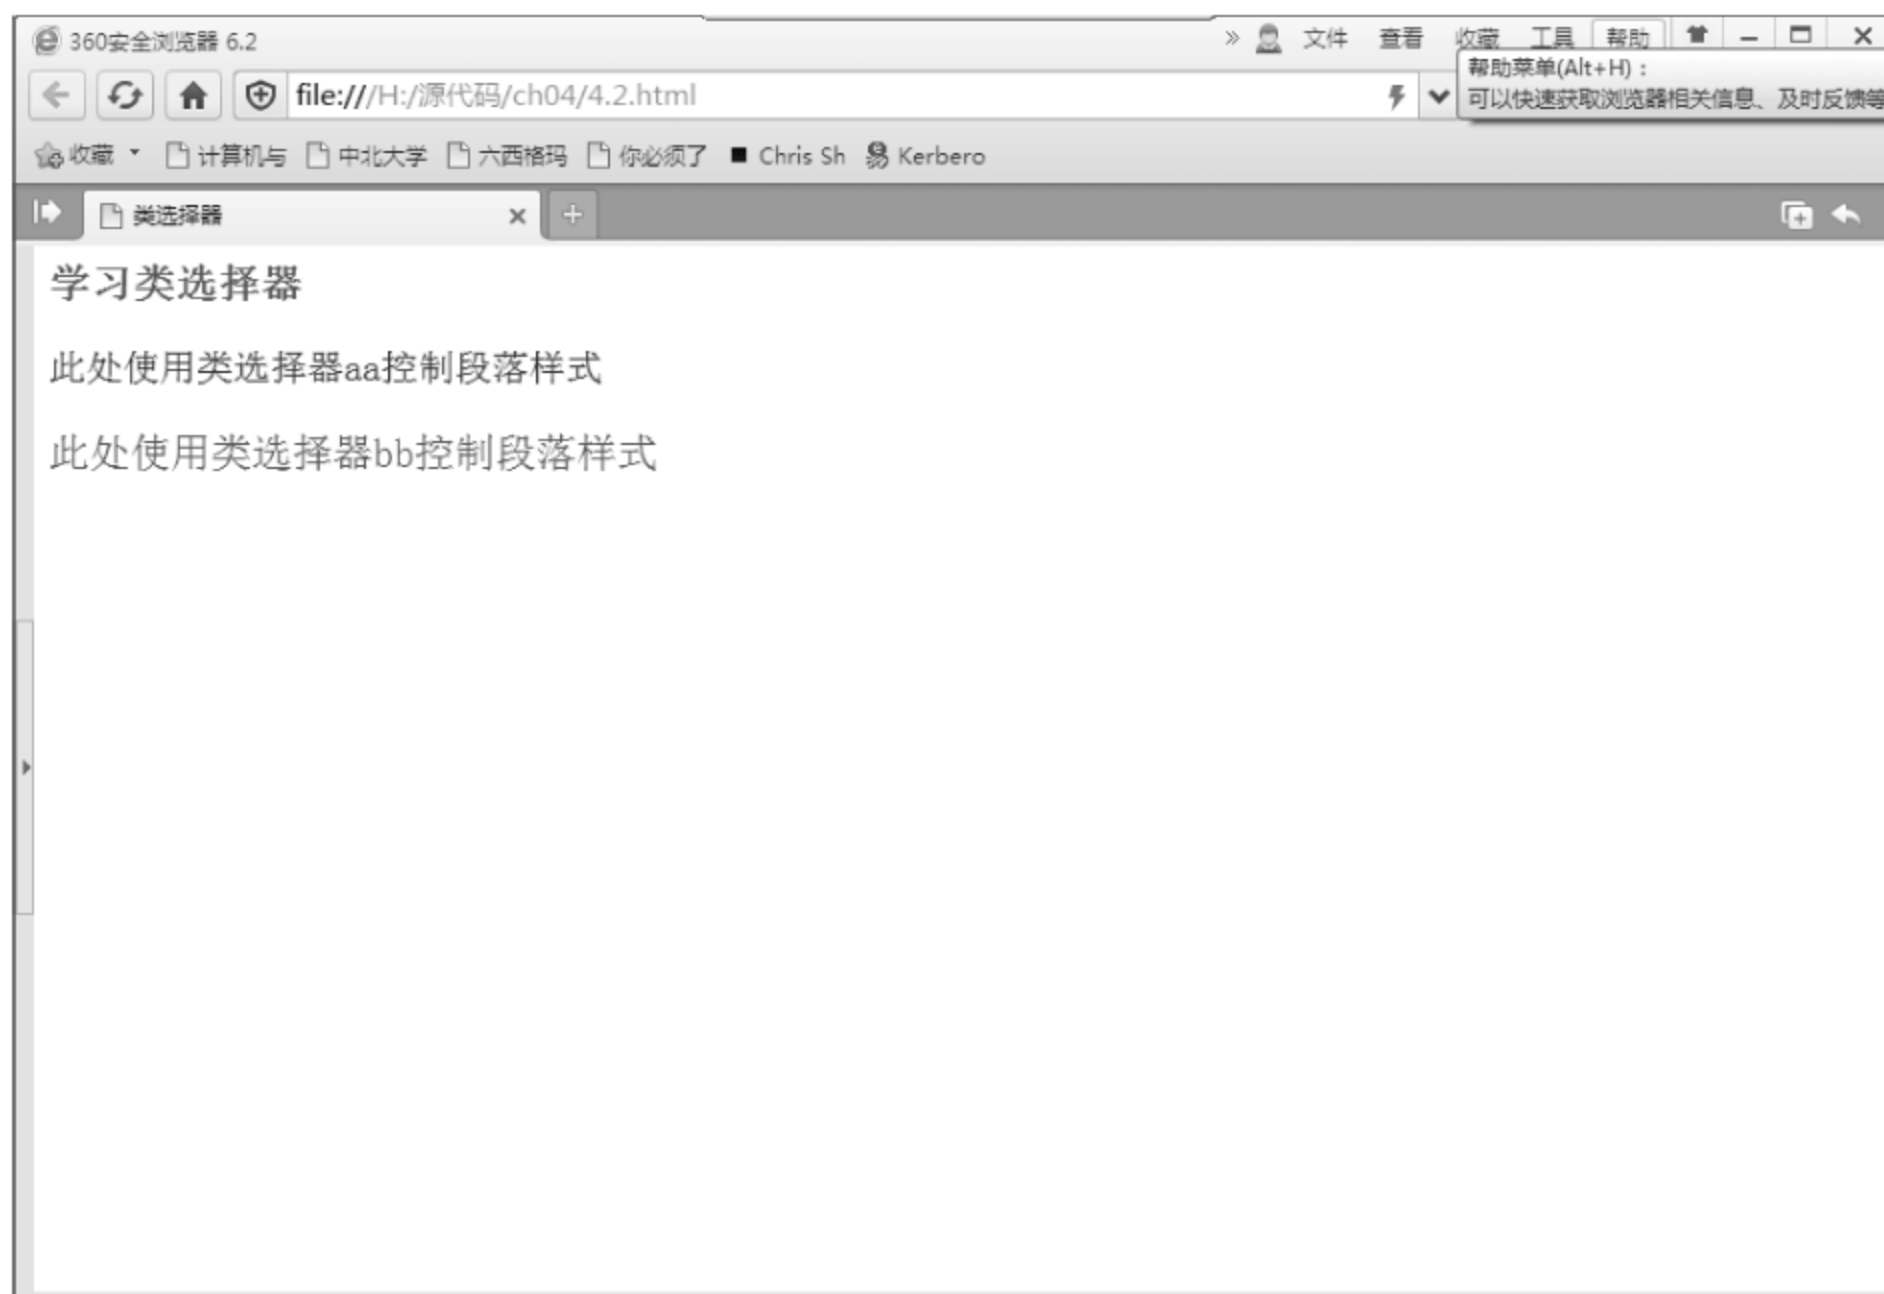 360安全浏览器 6.2
» 文件 查看 收藏 工具 帮助
帮助菜单(Alt+H)：
可以快速获取浏览器相关信息、及时反馈等
file:///H:/源代码/ch04/4.2.html
收藏 计算机与 中北大学 六西格玛 你必须了 Chris Sh Kerbero
类选择器
学习类选择器
此处使用类选择器aa控制段落样式
此处使用类选择器bb控制段落样式